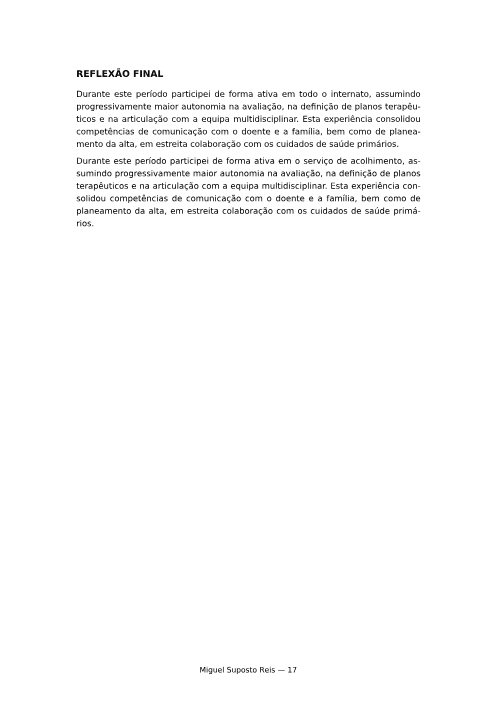 REFLEXÃO FINAL
Durante este período participei de forma ativa em todo o internato, assumindo
progressivamente maior autonomia na avaliação, na definição de planos terapêu-
ticos e na articulação com a equipa multidisciplinar. Esta experiência consolidou
competências de comunicação com o doente e a família, bem como de planea-
mento da alta, em estreita colaboração com os cuidados de saúde primários.
Durante este período participei de forma ativa em o serviço de acolhimento, as-
sumindo progressivamente maior autonomia na avaliação, na definição de planos
terapêuticos e na articulação com a equipa multidisciplinar. Esta experiência con-
solidou competências de comunicação com o doente e a família, bem como de
planeamento da alta, em estreita colaboração com os cuidados de saúde primá-
rios.
Miguel Suposto Reis — 17